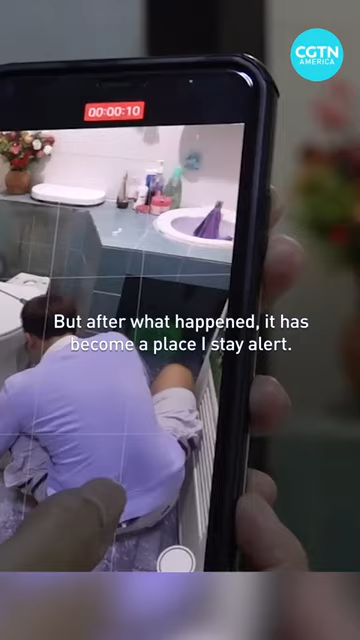 CGTN
AMERICA
00:00:10
But after what happened, it has
become a place I stay alert.